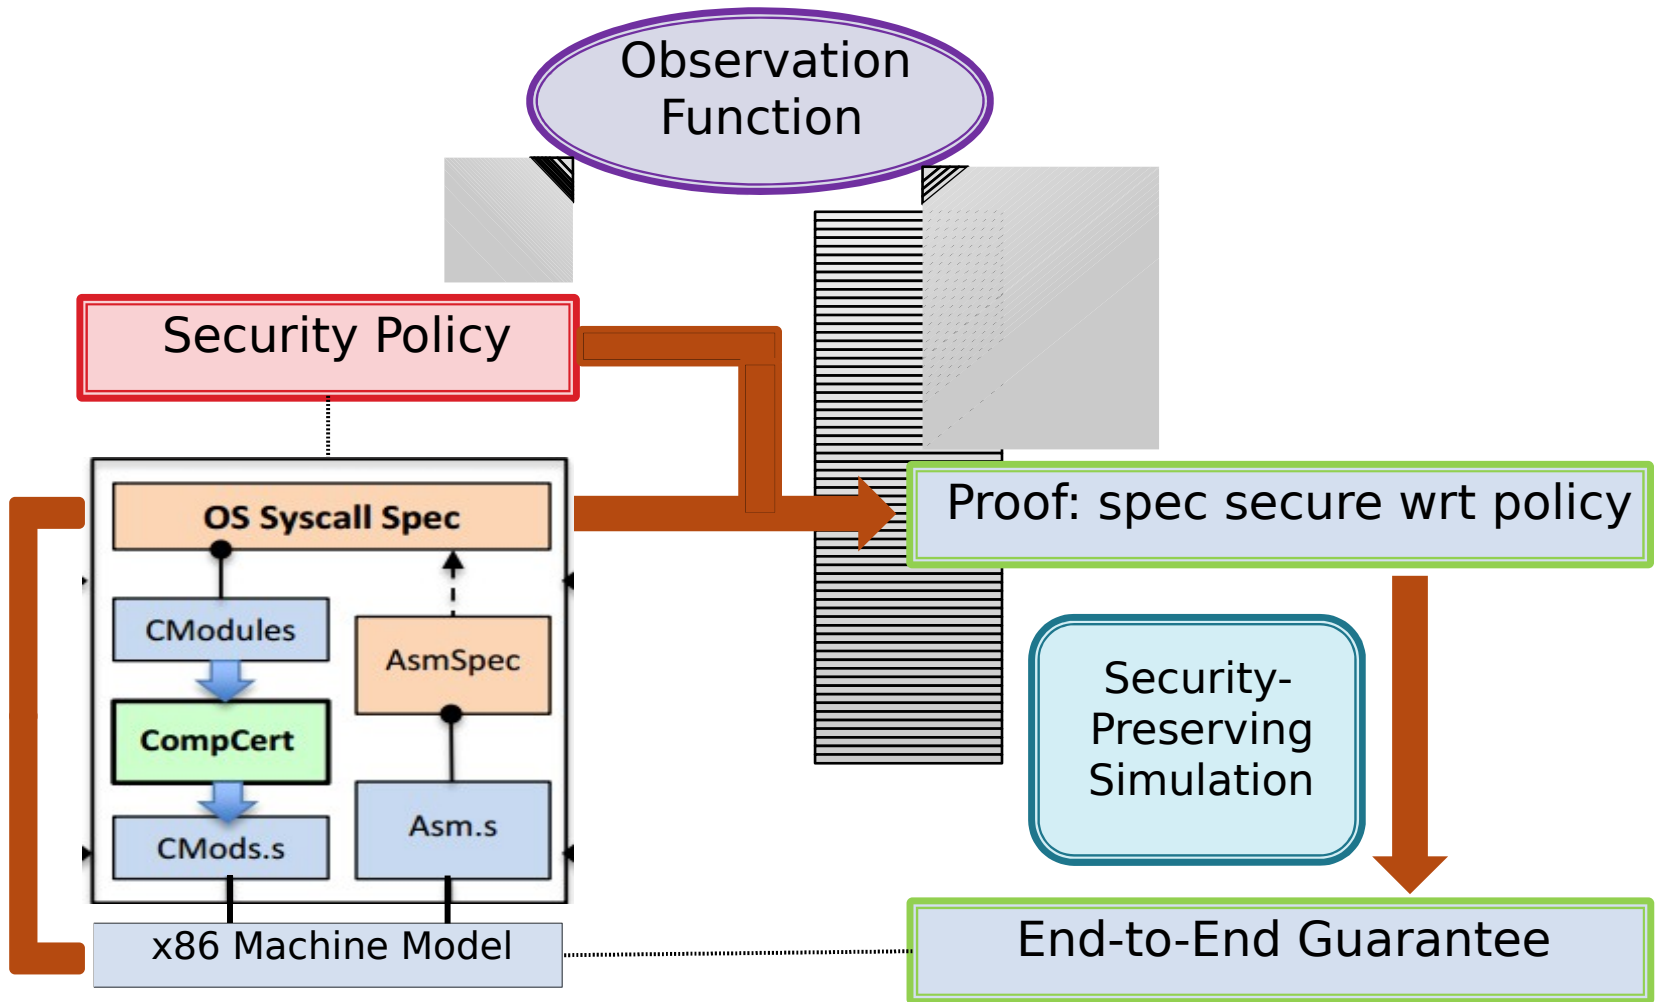 Observation
Function
Security Policy
OS Syscall Spec
Proof: spec secure wrt policy
CModules
AsmSpec
CompCert
Asm.s
CMods.s
Security-
Preserving
Simulation
x86 Machine Model
End-to-End Guarantee